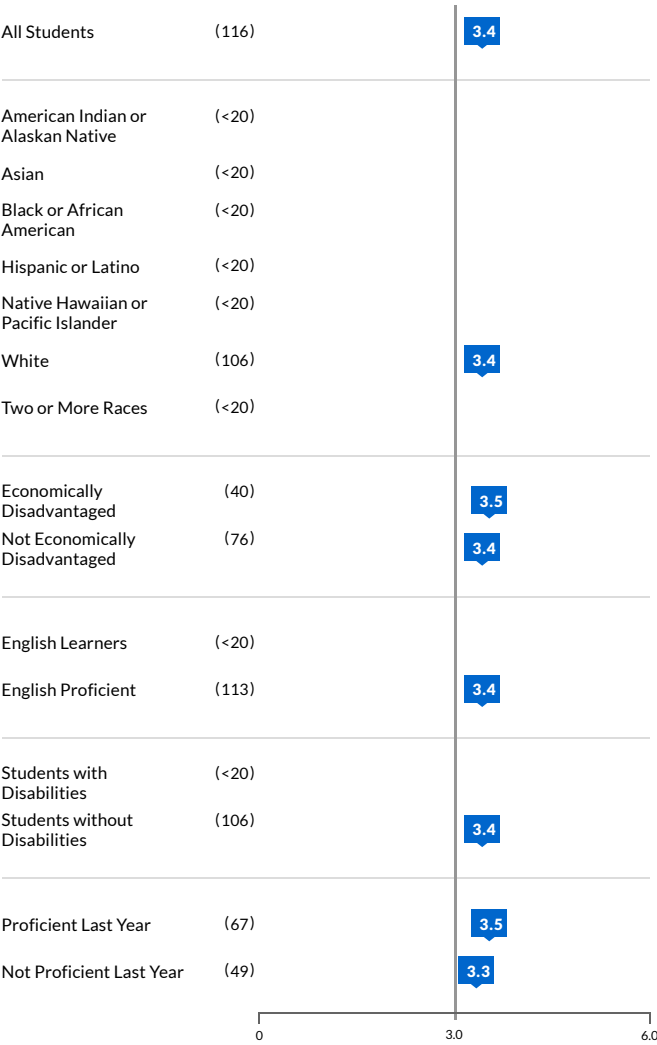 All Students (116) 3.4
American Indian or
Alaskan Native (<20)
Asian (<20)
Black or African
American (<20)
Hispanic or Latino (<20)
Native Hawaiian or
Pacific Islander (<20)
White (106) 3.4
Two or More Races (<20)
Economically
Disadvantaged (40) 3.5
Not Economically
Disadvantaged (76) 3.4
English Learners (<20)
English Proficient (113) 3.4
Students with
Disabilities (<20)
Students without
Disabilities (106) 3.4
Proficient Last Year (67) 3.5
Not Proficient Last Year (49) 3.3
0 3.0 6.0